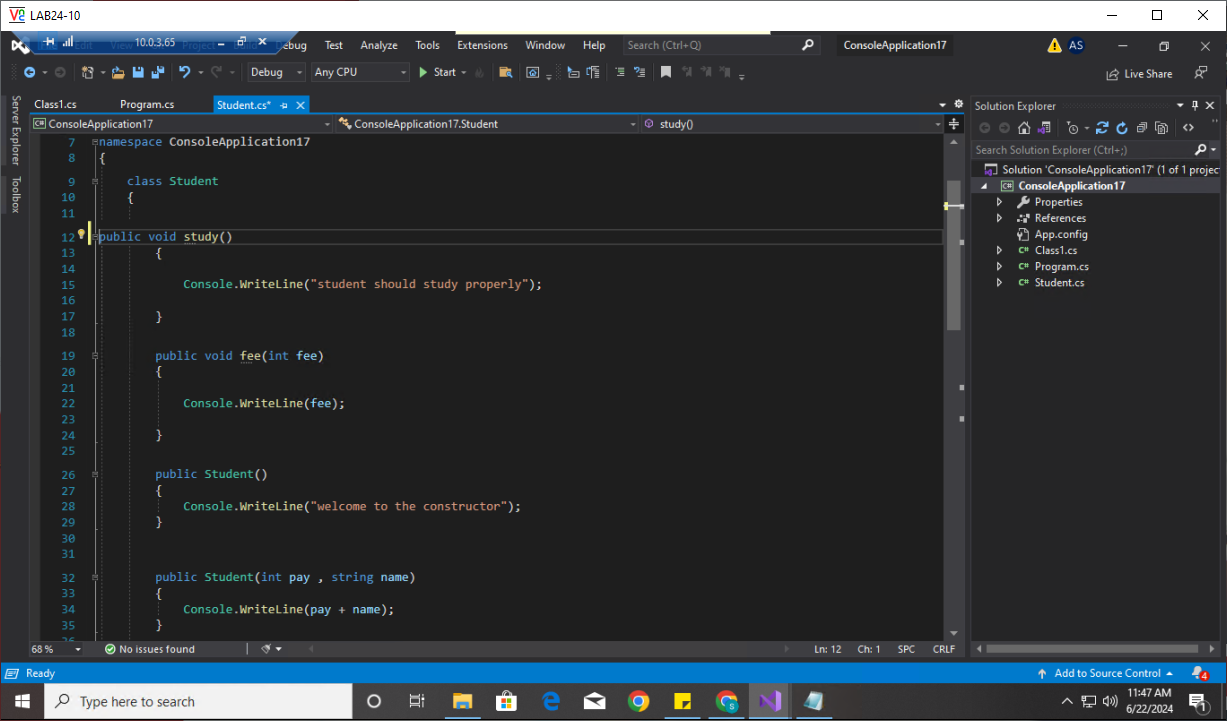 LAB24-10
10.0.3.65
Edit View Project Debug Test Analyze Tools Extensions Window Help Search (Ctrl+Q) ConsoleApplication17 AS
Debug Any CPU Start Live Share
Server Explorer
Toolbox
Class1.cs Program.cs Student.cs*
ConsoleApplication17 ConsoleApplication17.Student study()
7 namespace ConsoleApplication17
8 {
9 class Student
10 {
11
12 public void study()
13 {
14
15 Console.WriteLine("student should study properly");
16
17 }
18
19 public void fee(int fee)
20 {
21
22 Console.WriteLine(fee);
23
24 }
25
26 public Student()
27 {
28 Console.WriteLine("welcome to the constructor");
29 }
30
31
32 public Student(int pay , string name)
33 {
34 Console.WriteLine(pay + name);
35 }
36
68 % No issues found Ln: 12 Ch: 1 SPC CRLF
Solution Explorer
Search Solution Explorer (Ctrl+;)
Solution 'ConsoleApplication17' (1 of 1 projec
C# ConsoleApplication17
Properties
References
App.config
C# Class1.cs
C# Program.cs
C# Student.cs
Ready Add to Source Control 4
Type here to search
S
11:47 AM
6/22/2024
1